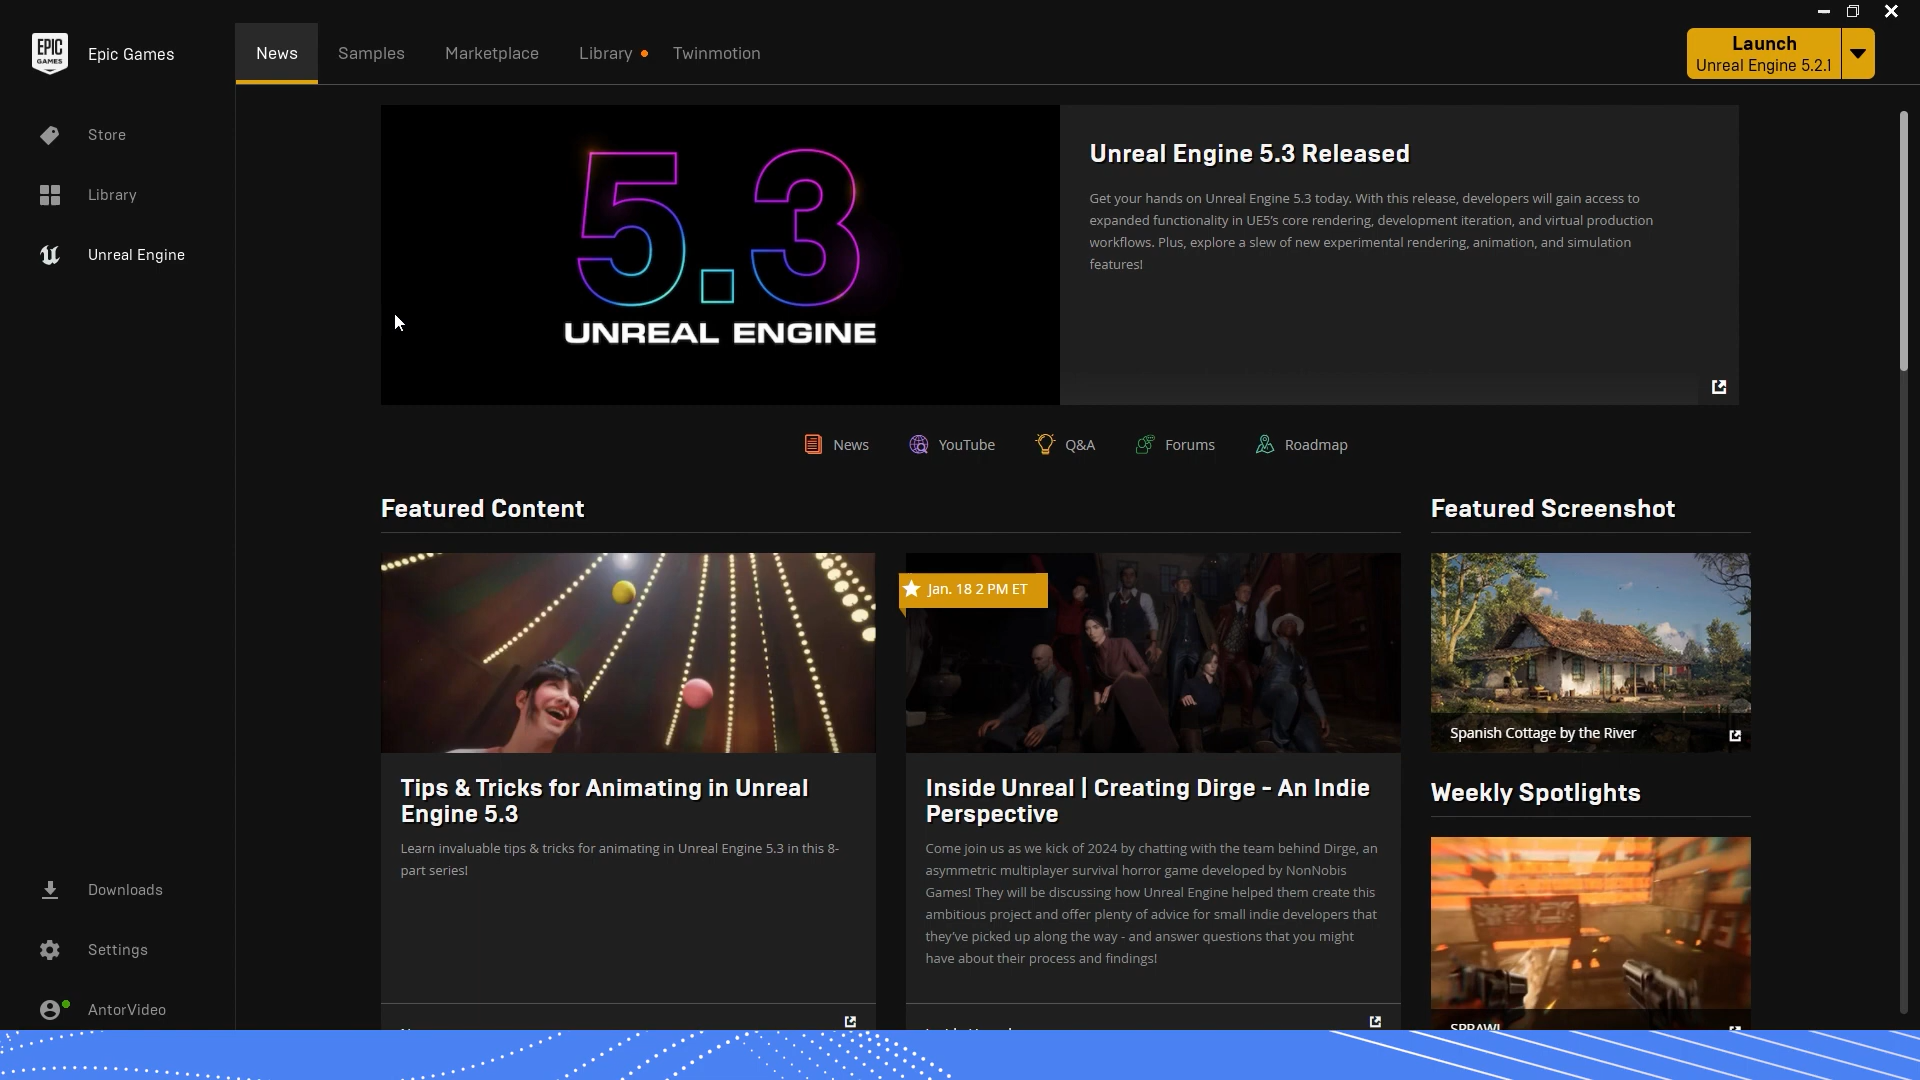 EPIC
GAMES
Epic Games
News
Samples
Marketplace
Library
Twinmotion
Launch
Unreal Engine 5.2.1
Store
Library
Unreal Engine
5.3
UNREAL ENGINE
Unreal Engine 5.3 Released
Get your hands on Unreal Engine 5.3 today. With this release, developers will gain access to
expanded functionality in UE5's core rendering, development iteration, and virtual production
workflows. Plus, explore a slew of new experimental rendering, animation, and simulation
features!
News
YouTube
Q&A
Forums
Roadmap
Featured Content
Featured Screenshot
Jan. 18 2 PM ET
Spanish Cottage by the River
Tips & Tricks for Animating in Unreal
Engine 5.3
Learn invaluable tips & tricks for animating in Unreal Engine 5.3 in this 8-
part series!
Inside Unreal | Creating Dirge - An Indie
Perspective
Come join us as we kick of 2024 by chatting with the team behind Dirge, an
asymmetric multiplayer survival horror game developed by NonNobis
Games! They will be discussing how Unreal Engine helped them create this
ambitious project and offer plenty of advice for small indie developers that
they've picked up along the way - and answer questions that you might
have about their process and findings!
Weekly Spotlights
SPRAWL
Downloads
Settings
AntorVideo